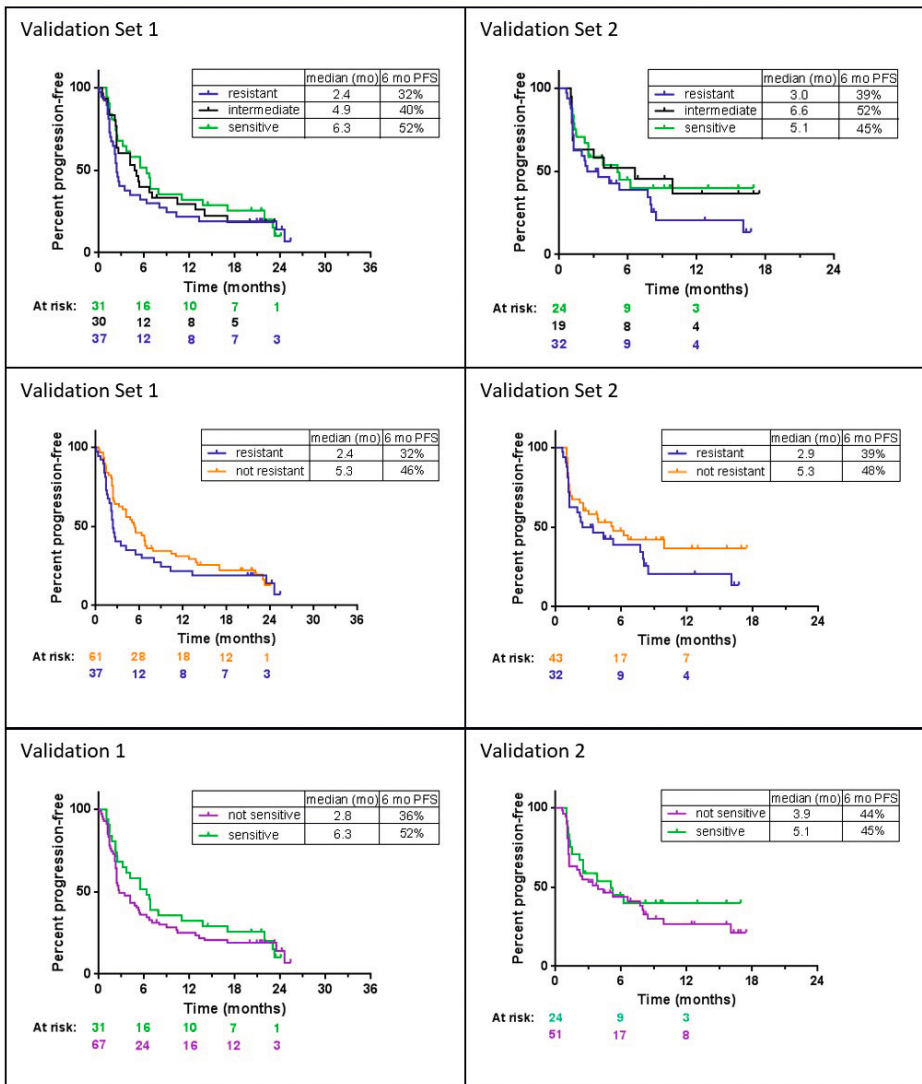 Validation Set 1
median (mo) 6 mo PFS
resistant 2.4 32%
intermediate 4.9 40%
sensitive 6.3 52%
Percent progression-free
100
50
0
0 6 12 18 24 30 36
Time (months)
At risk: 31 16 10 7 1
30 12 8 5
37 12 8 7 3
Validation Set 2
median (mo) 6 mo PFS
resistant 3.0 39%
intermediate 6.6 52%
sensitive 5.1 45%
Percent progression-free
100
50
0
0 6 12 18 24
Time (months)
At risk: 24 9 3
19 8 4
32 9 4
Validation Set 1
median (mo) 6 mo PFS
resistant 2.4 32%
not resistant 5.3 46%
Percent progression-free
100
50
0
0 6 12 18 24 30 36
Time (months)
At risk: 61 28 18 12 1
37 12 8 7 3
Validation Set 2
median (mo) 6 mo PFS
resistant 2.9 39%
not resistant 5.3 48%
Percent progression-free
100
50
0
0 6 12 18 24
Time (months)
At risk: 43 17 7
32 9 4
Validation 1
median (mo) 6 mo PFS
not sensitive 2.8 36%
sensitive 6.3 52%
Percent progression-free
100
50
0
0 6 12 18 24 30 36
Time (months)
At risk: 31 16 10 7 1
67 24 16 12 3
Validation 2
median (mo) 6 mo PFS
not sensitive 3.9 44%
sensitive 5.1 45%
Percent progression-free
100
50
0
0 6 12 18 24
Time (months)
At risk: 24 9 3
51 17 8